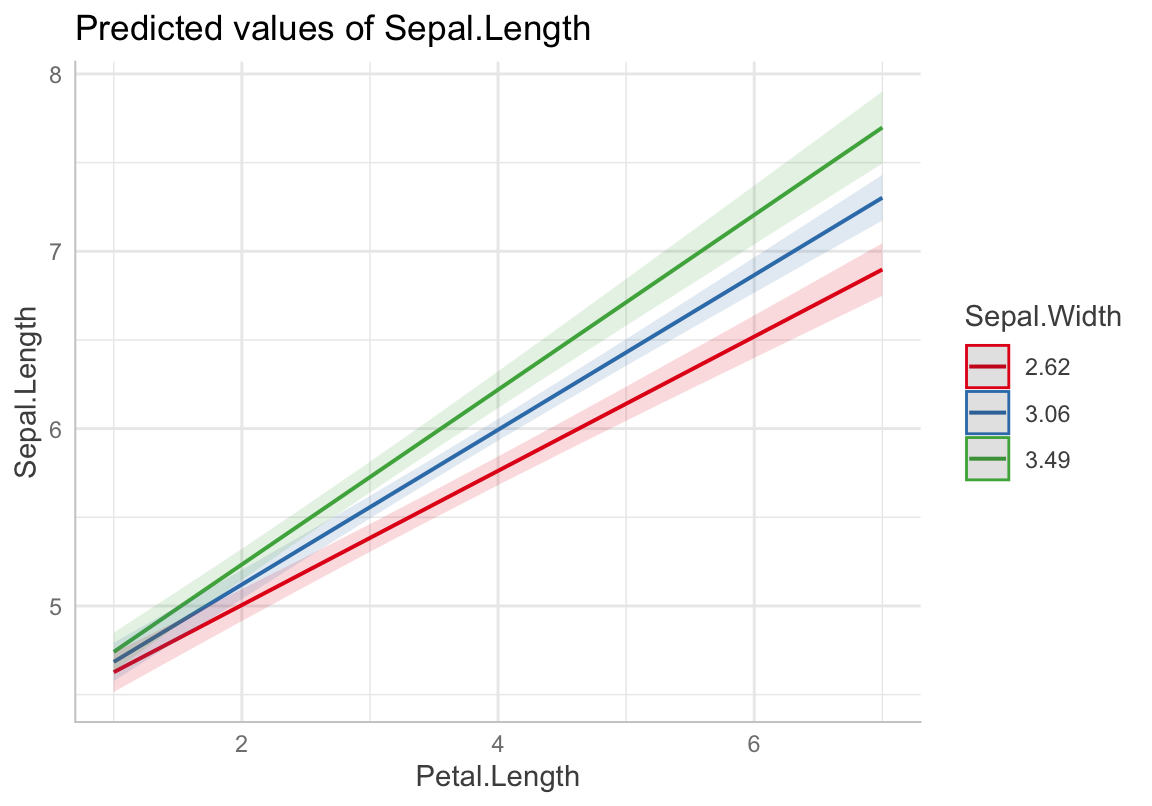 Predicted values of Sepal.Length
8
7
6
5
Sepal.Length
2
4
6
Petal.Length
Sepal.Width
2.62
3.06
3.49